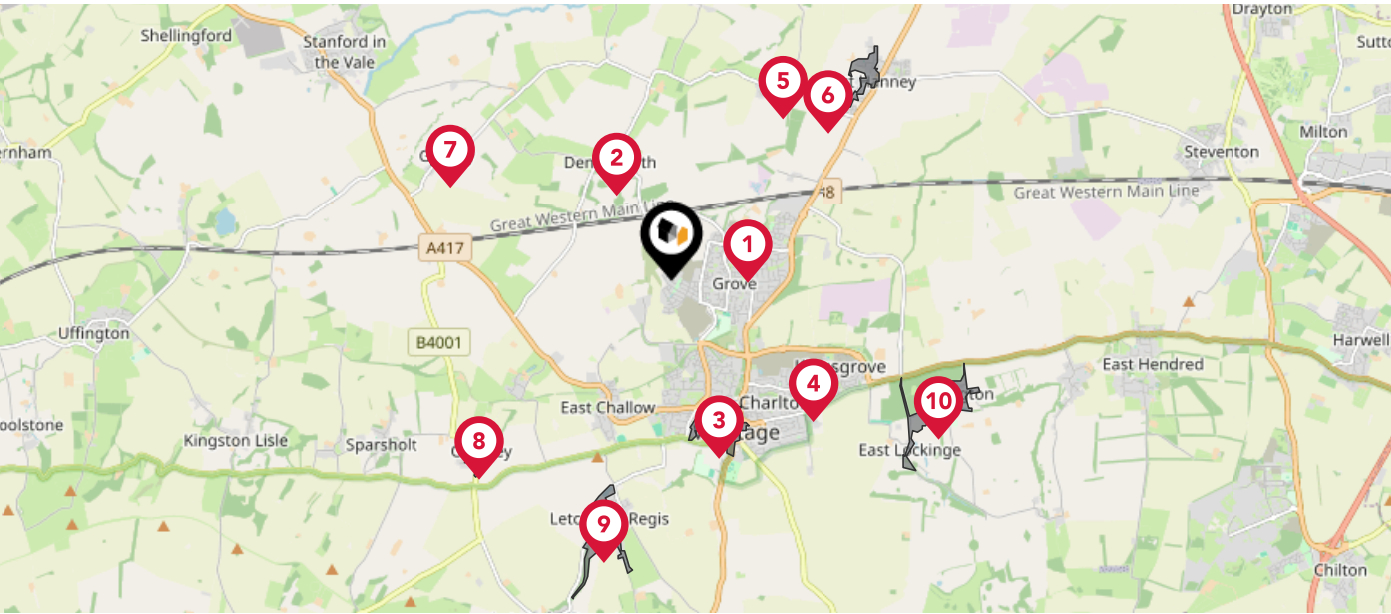 Drayton
Shellingford
Stanford in
the Vale
5
6
7
2
Milton
Steventon
Great Western Main Line
Great Western Main
A417
1
Grove
Uffington
B4001
Harwell
East Hendred
4
East Challow
Charlto
10
3
Kingston Lisle
Sparsholt
8
East Lockinge
9
Regis
Chilton